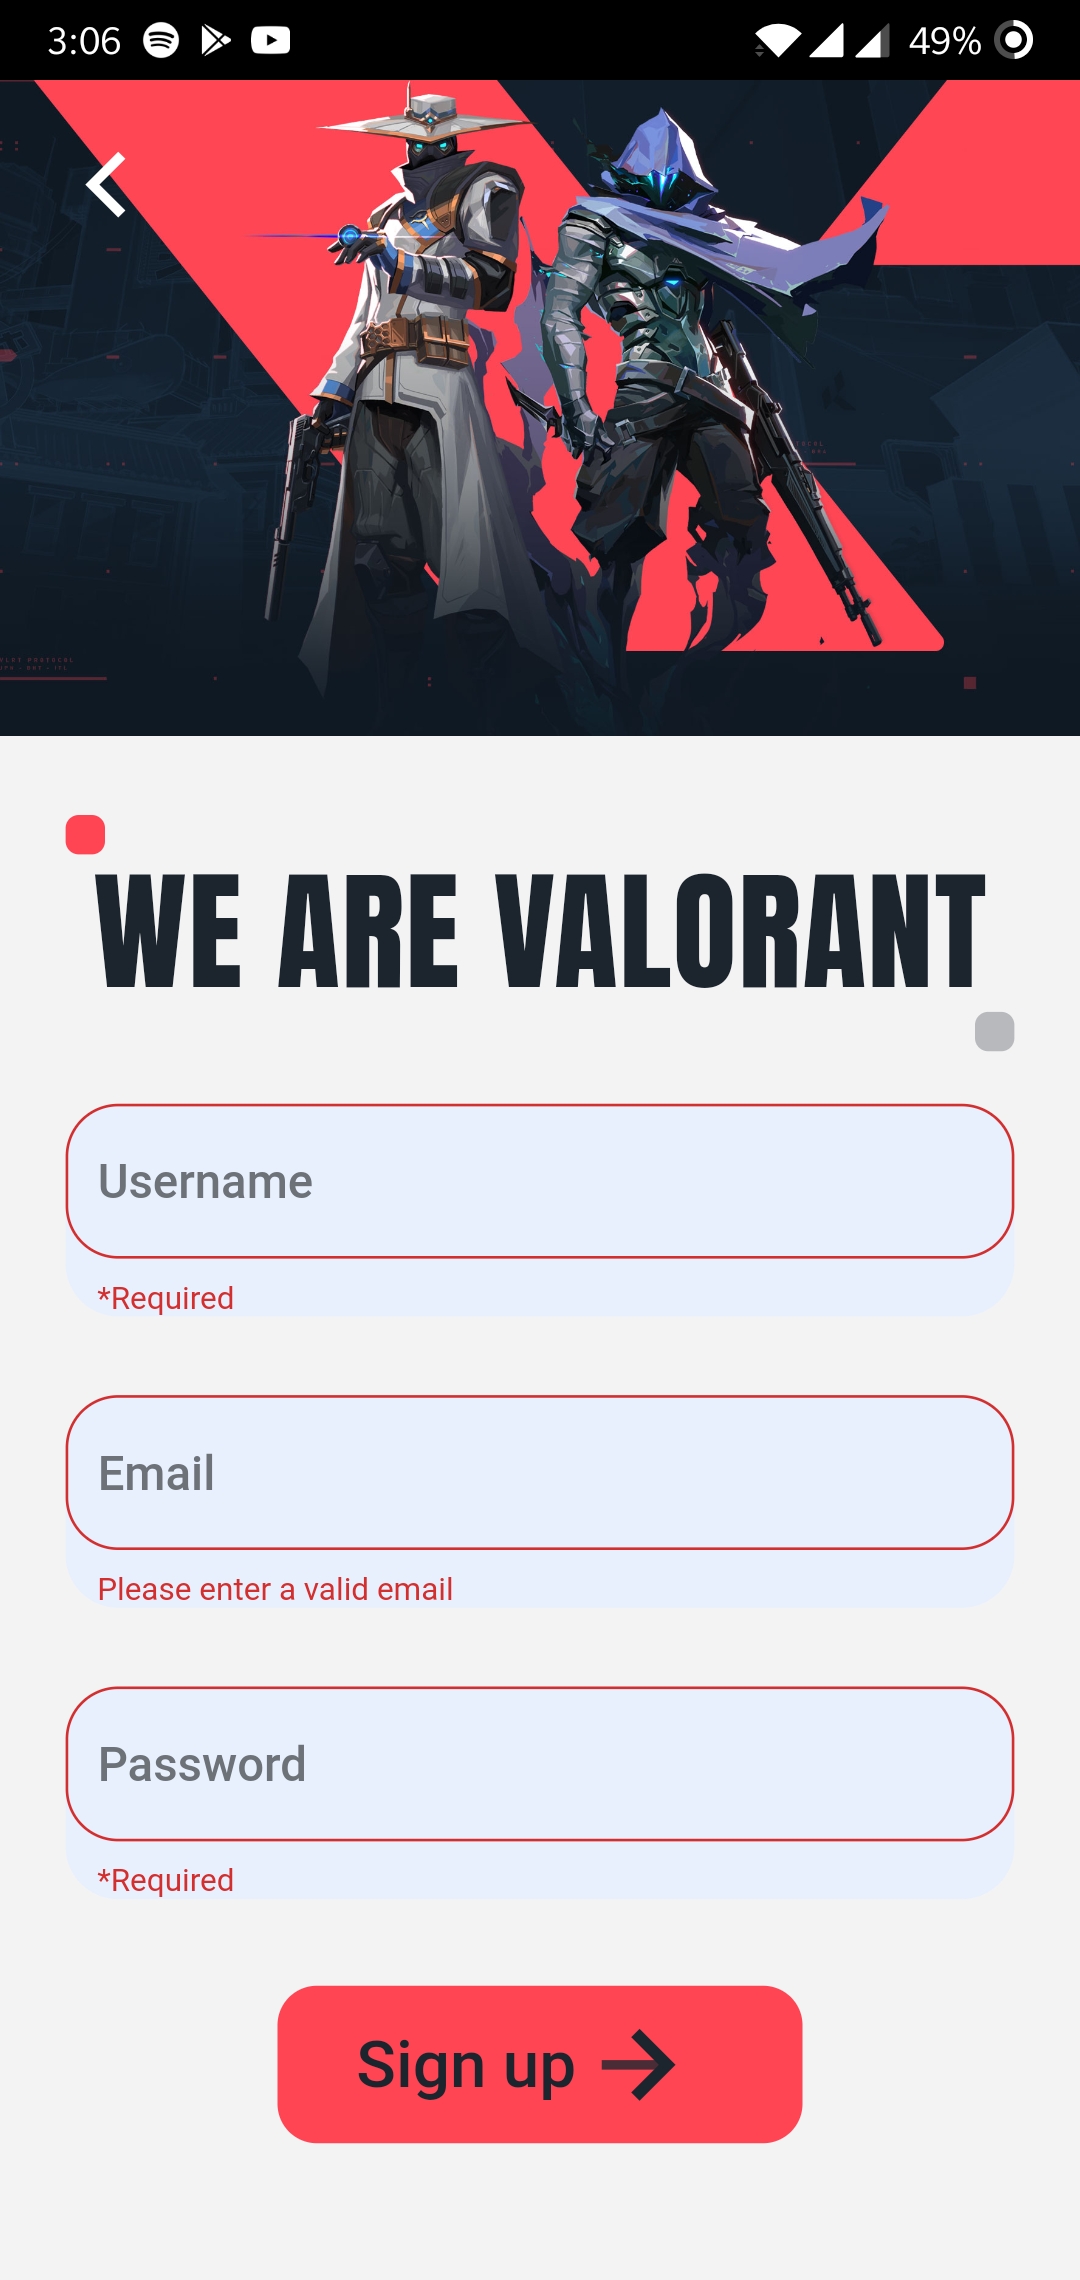 3:06 49%
WE ARE VALORANT
Username
*Required
Email
Please enter a valid email
Password
*Required
Sign up